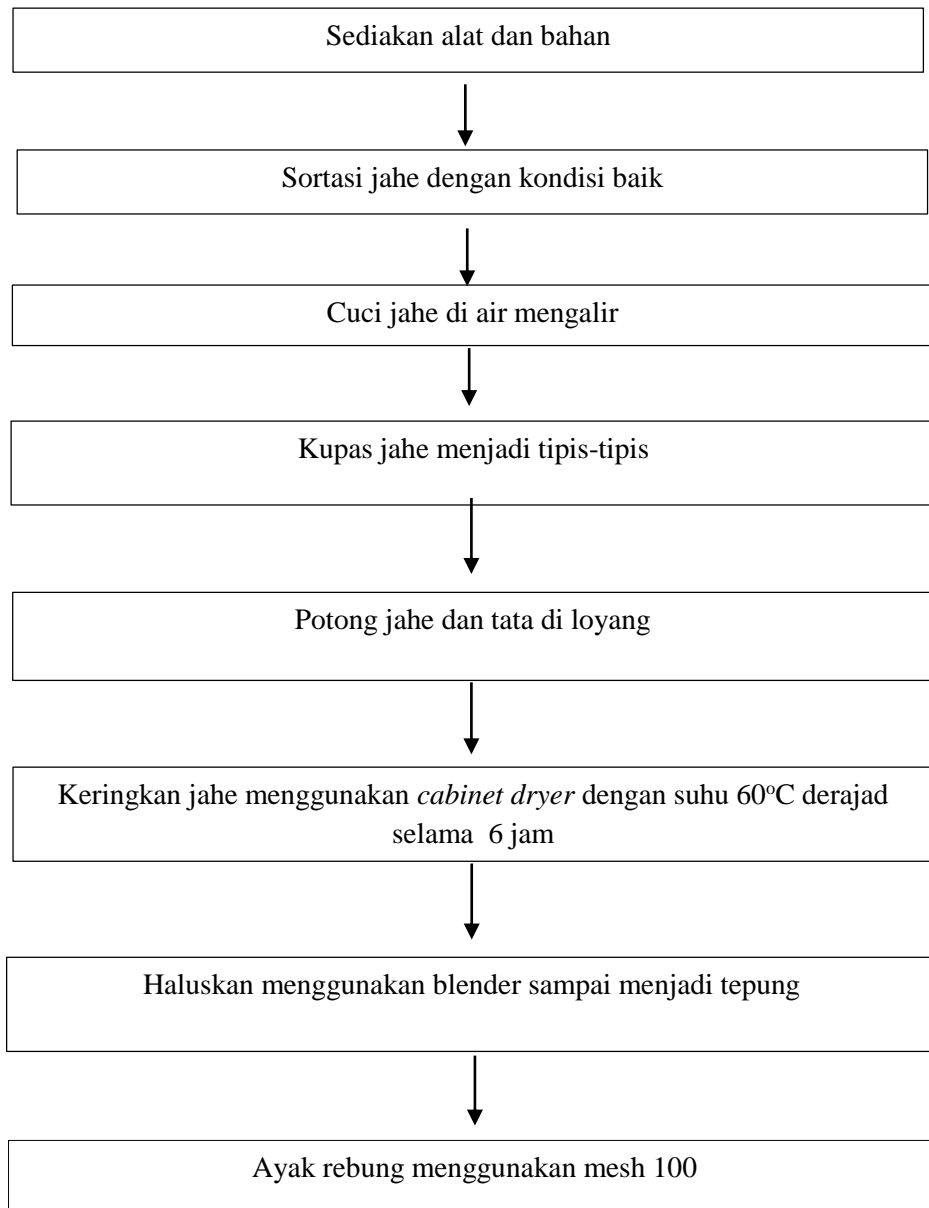 Sediakan alat dan bahan
Sortasi jahe dengan kondisi baik
Cuci jahe di air mengalir
Kupas jahe menjadi tipis-tipis
Potong jahe dan tata di loyang
Keringkan jahe menggunakan cabinet dryer dengan suhu 60°C derajad
selama 6 jam
Haluskan menggunakan blender sampai menjadi tepung
Ayak rebung menggunakan mesh 100